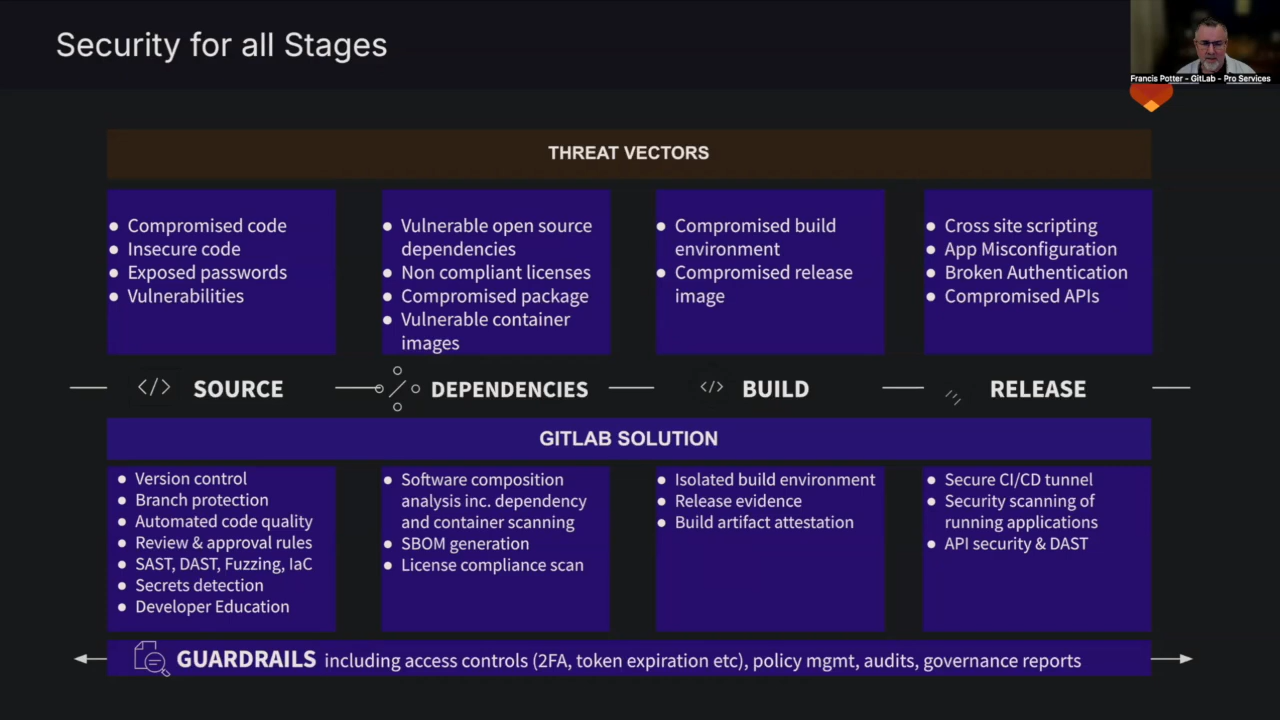 Security for all Stages
Francis Potter - GitLab - Pro Services
THREAT VECTORS
Compromised code
Insecure code
Exposed passwords
Vulnerabilities
Vulnerable open source
dependencies
Non compliant licenses
Compromised package
Vulnerable container
images
Compromised build
environment
Compromised release
image
Cross site scripting
App Misconfiguration
Broken Authentication
Compromised APIs
</> SOURCE
DEPENDENCIES
</> BUILD
RELEASE
GITLAB SOLUTION
Version control
Branch protection
Automated code quality
Review & approval rules
SAST, DAST, Fuzzing, IaC
Secrets detection
Developer Education
Software composition
analysis inc. dependency
and container scanning
SBOM generation
License compliance scan
Isolated build environment
Release evidence
Build artifact attestation
Secure CI/CD tunnel
Security scanning of
running applications
API security & DAST
GUARDRAILS including access controls (2FA, token expiration etc), policy mgmt, audits, governance reports